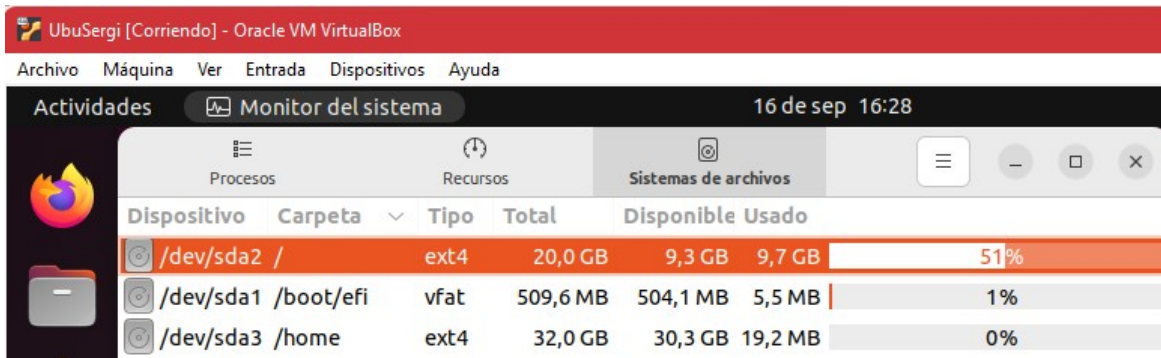 UbuSergi [Corriendo] - Oracle VM VirtualBox
Archivo Máquina Ver Entrada Dispositivos Ayuda
Actividades Monitor del sistema 16 de sep 16:28
Procesos Recursos Sistemas de archivos
Dispositivo Carpeta Tipo Total Disponible Usado
/dev/sda2 / ext4 20,0 GB 9,3 GB 9,7 GB 51%
/dev/sda1 /boot/efi vfat 509,6 MB 504,1 MB 5,5 MB 1%
/dev/sda3 /home ext4 32,0 GB 30,3 GB 19,2 MB 0%